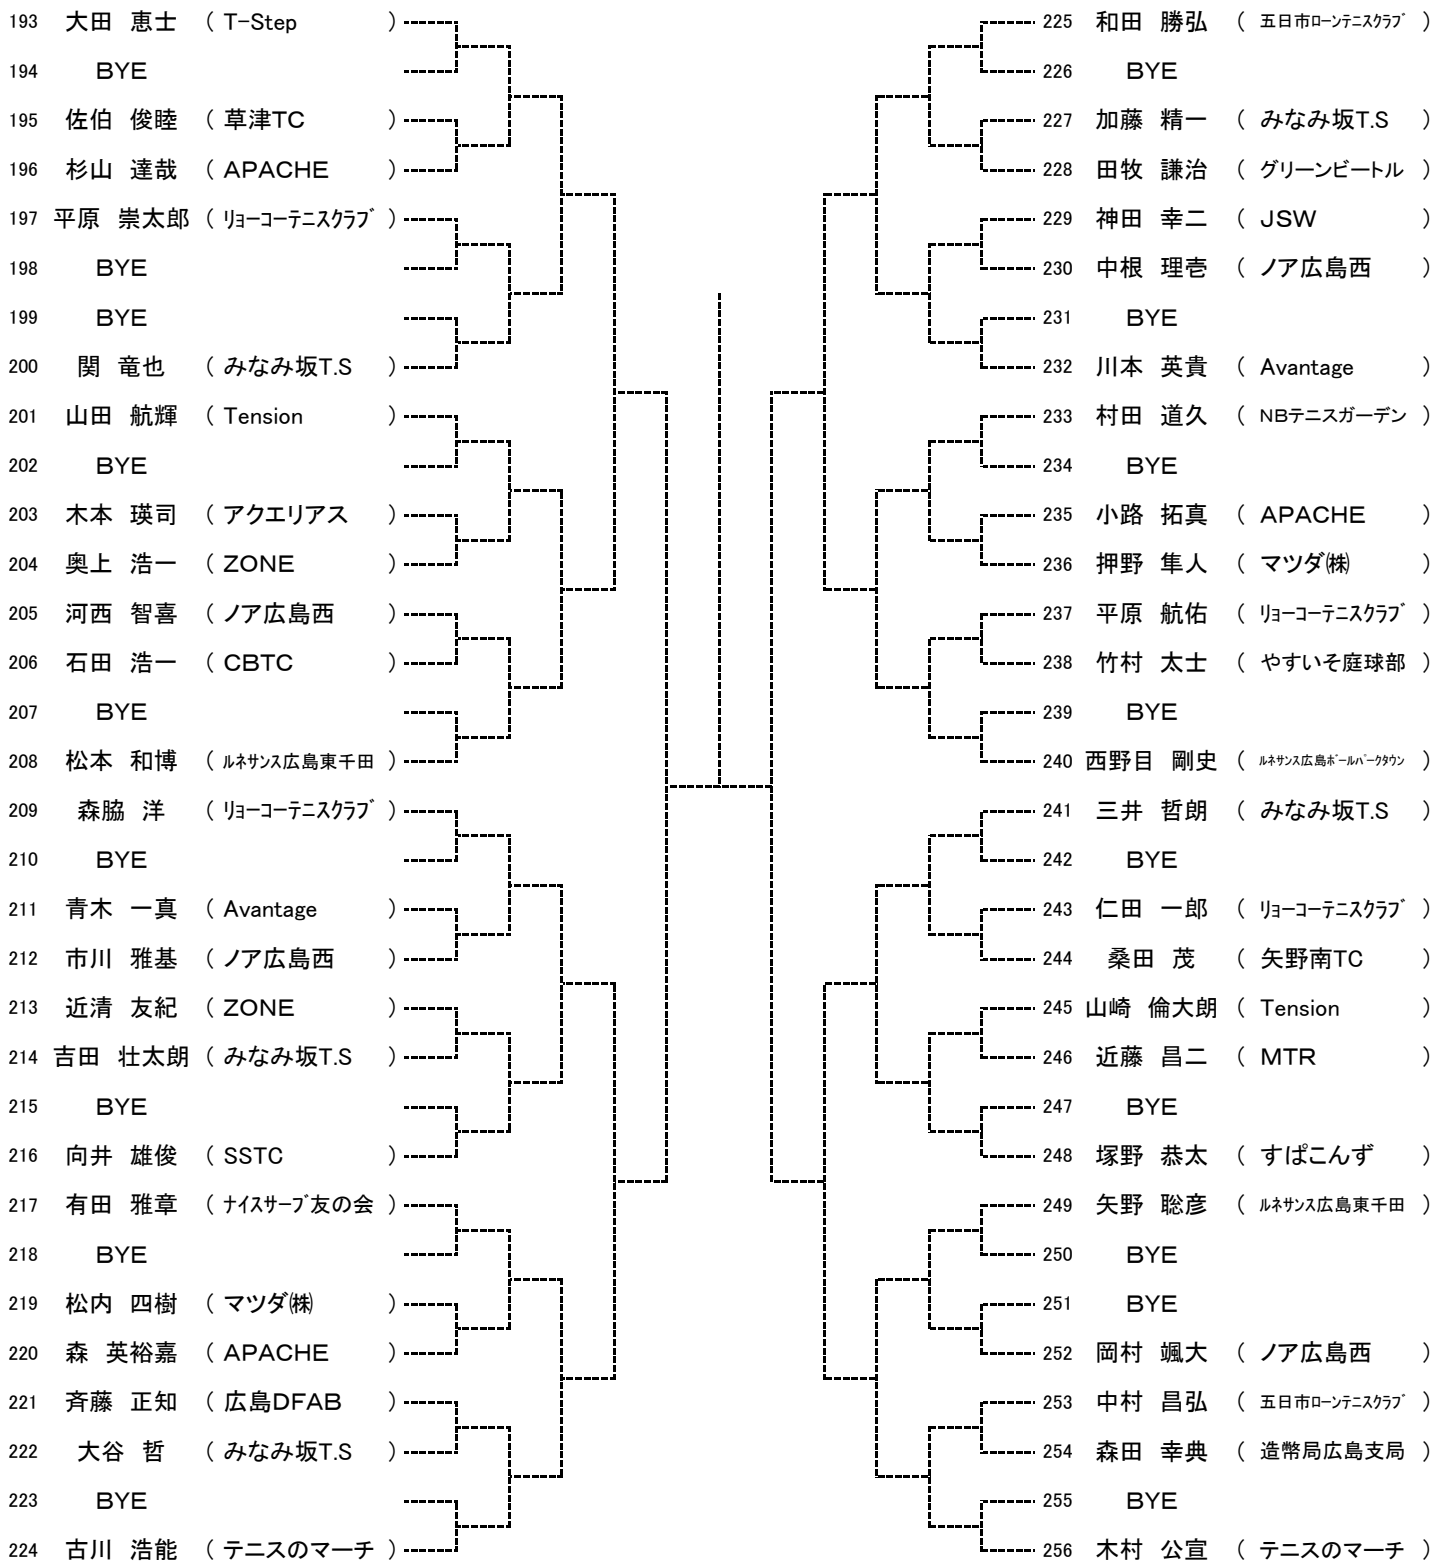 193 大田 恵士 ( T-Step )
194 BYE
195 佐伯 俊睦 ( 草津TC )
196 杉山 達哉 ( APACHE )
197 平原 崇太郎 ( ﾘｮｰｺｰﾃﾆｽｸﾗﾌﾞ )
198 BYE
199 BYE
200 関 竜也 ( みなみ坂T.S )
201 山田 航輝 ( Tension )
202 BYE
203 木本 瑛司 ( アクエリアス )
204 奥上 浩一 ( ZONE )
205 河西 智喜 ( ノア広島西 )
206 石田 浩一 ( CBTC )
207 BYE
208 松本 和博 ( ﾙﾈｻﾝｽ広島東千田 )
209 森脇 洋 ( ﾘｮｰｺｰﾃﾆｽｸﾗﾌﾞ )
210 BYE
211 青木 一真 ( Avantage )
212 市川 雅基 ( ノア広島西 )
213 近清 友紀 ( ZONE )
214 吉田 壮太朗 ( みなみ坂T.S )
215 BYE
216 向井 雄俊 ( SSTC )
217 有田 雅章 ( ﾅｲｽｻｰﾌﾞ友の会 )
218 BYE
219 松内 四樹 ( マツダ㈱ )
220 森 英裕嘉 ( APACHE )
221 斉藤 正知 ( 広島DFAB )
222 大谷 哲 ( みなみ坂T.S )
223 BYE
224 古川 浩能 ( テニスのマーチ )
225 和田 勝弘 ( 五日市ﾛｰﾝﾃﾆｽｸﾗﾌﾞ )
226 BYE
227 加藤 精一 ( みなみ坂T.S )
228 田牧 謙治 ( グリーンビートル )
229 神田 幸二 ( JSW )
230 中根 理壱 ( ノア広島西 )
231 BYE
232 川本 英貴 ( Avantage )
233 村田 道久 ( NBテニスガーデン )
234 BYE
235 小路 拓真 ( APACHE )
236 押野 隼人 ( マツダ㈱ )
237 平原 航佑 ( ﾘｮｰｺｰﾃﾆｽｸﾗﾌﾞ )
238 竹村 太士 ( やすいそ庭球部 )
239 BYE
240 西野目 剛史 ( ﾙﾈｻﾝｽ広島ﾎﾞｰﾙﾊﾟｰｸﾀｳﾝ )
241 三井 哲朗 ( みなみ坂T.S )
242 BYE
243 仁田 一郎 ( ﾘｮｰｺｰﾃﾆｽｸﾗﾌﾞ )
244 桑田 茂 ( 矢野南TC )
245 山崎 倫大朗 ( Tension )
246 近藤 昌二 ( MTR )
247 BYE
248 塚野 恭太 ( すぱこんず )
249 矢野 聡彦 ( ﾙﾈｻﾝｽ広島東千田 )
250 BYE
251 BYE
252 岡村 颯大 ( ノア広島西 )
253 中村 昌弘 ( 五日市ﾛｰﾝﾃﾆｽｸﾗﾌﾞ )
254 森田 幸典 ( 造幣局広島支局 )
255 BYE
256 木村 公宣 ( テニスのマーチ )